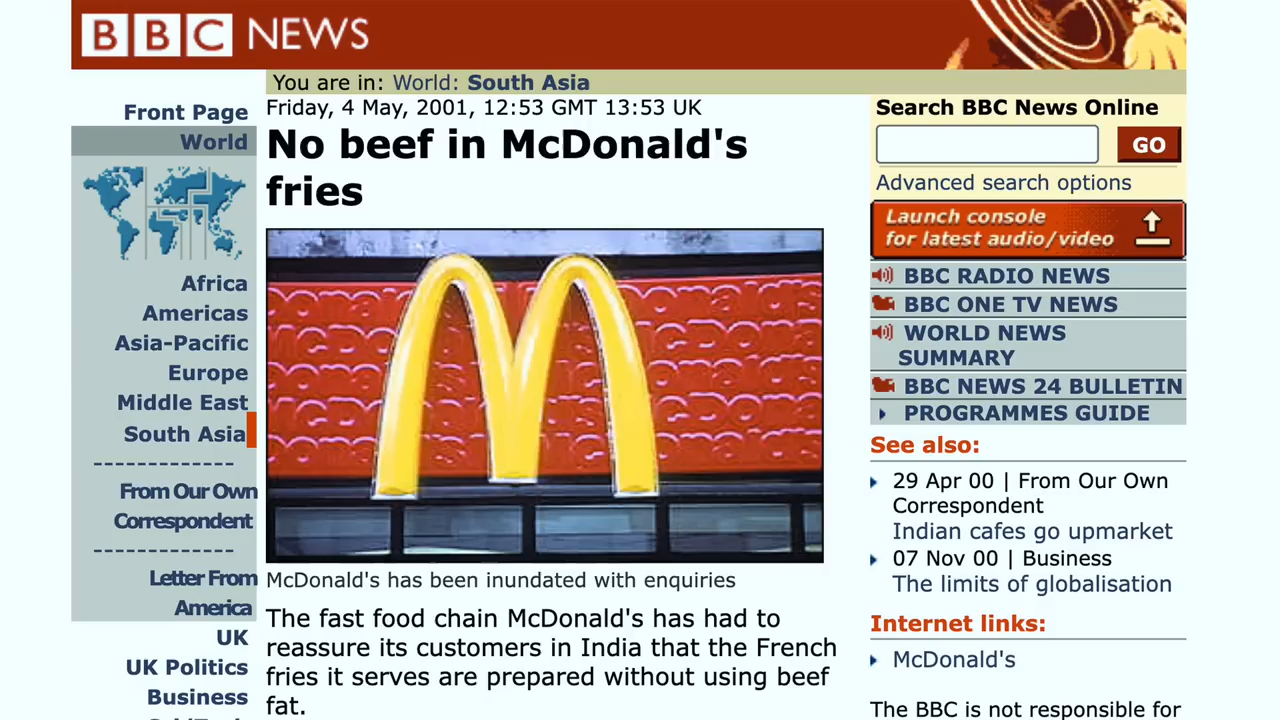 BBC NEWS
You are in: World: South Asia
Front Page
World
Africa
Americas
Asia-Pacific
Europe
Middle East
South Asia
-------------
From Our Own
Correspondent
-------------
Letter From
America
UK
UK Politics
Business
Friday, 4 May, 2001, 12:53 GMT 13:53 UK
No beef in McDonald's
fries
McDonald's has been inundated with enquiries
The fast food chain McDonald's has had to
reassure its customers in India that the French
fries it serves are prepared without using beef
fat.
Search BBC News Online
GO
Advanced search options
Launch console
for latest audio/video
BBC RADIO NEWS
BBC ONE TV NEWS
WORLD NEWS
SUMMARY
BBC NEWS 24 BULLETIN
PROGRAMMES GUIDE
See also:
29 Apr 00 | From Our Own
Correspondent
Indian cafes go upmarket
07 Nov 00 | Business
The limits of globalisation
Internet links:
McDonald's
The BBC is not responsible for